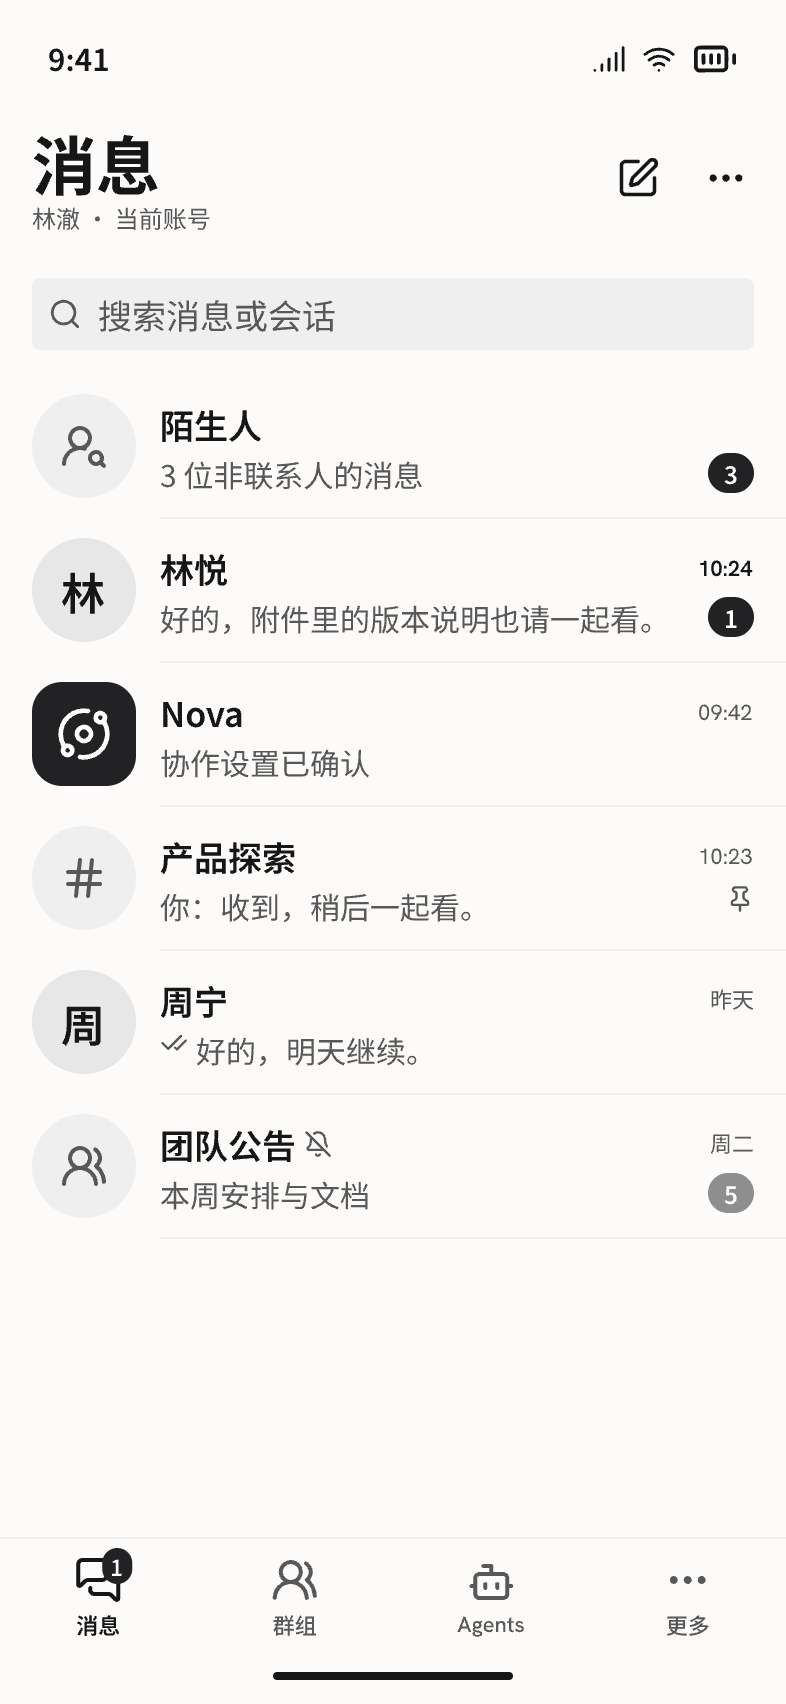 9:41
消息
林澈 · 当前账号
搜索消息或会话
陌生人
3 位非联系人的消息
3
林
林悦
10:24
好的，附件里的版本说明也请一起看。
1
Nova
09:42
协作设置已确认
产品探索
10:23
你：收到，稍后一起看。
周
周宁
昨天
好的，明天继续。
团队公告
周二
本周安排与文档
5
1
消息
群组
Agents
更多